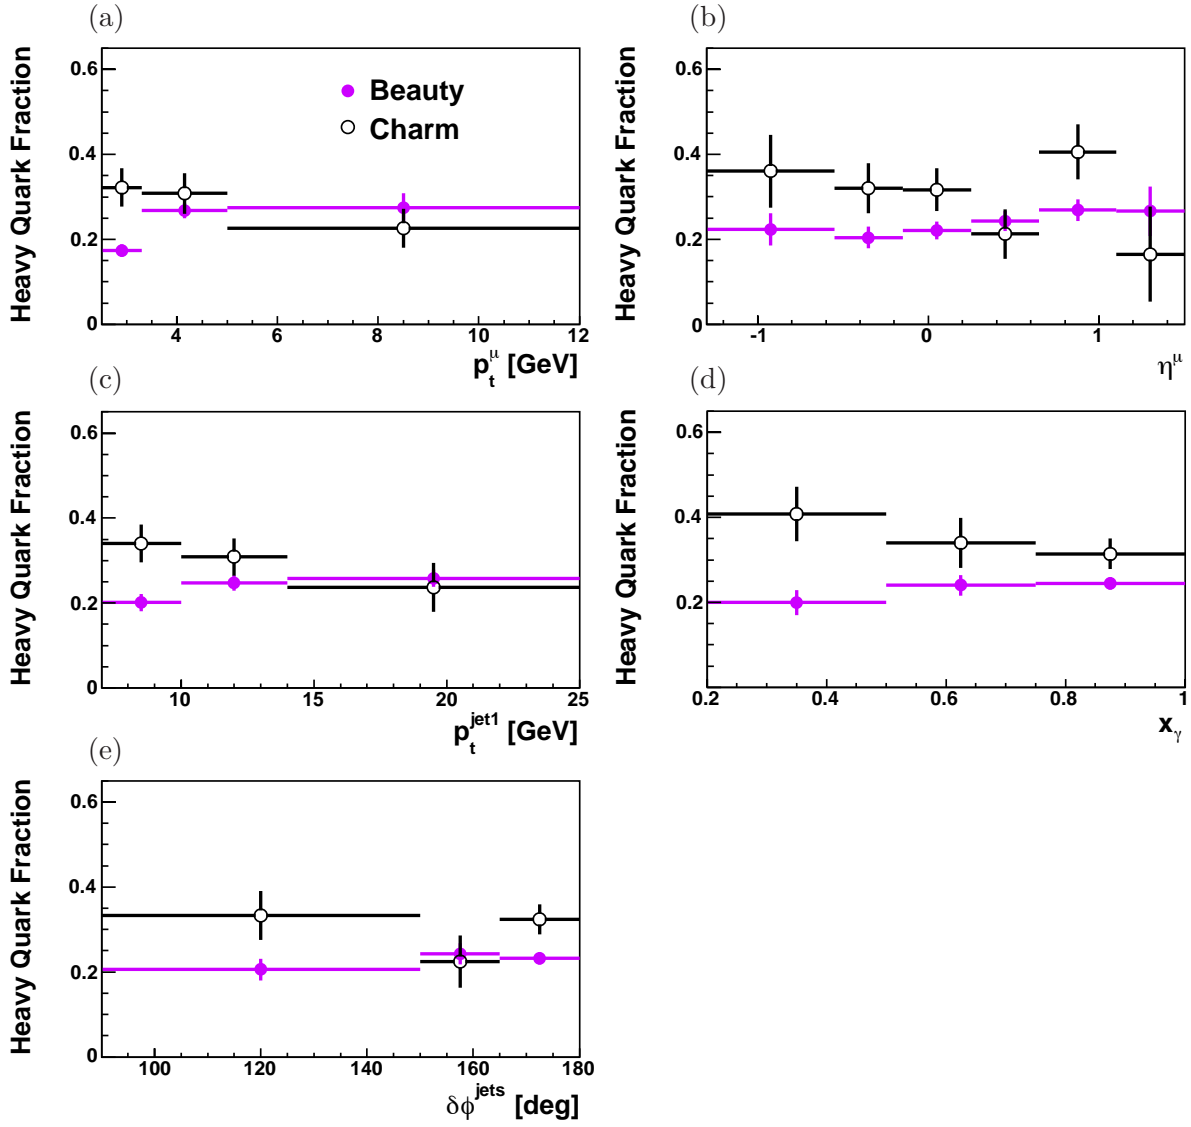 (a)
Heavy Quark Fraction
0.6
0.4
0.2
0
Beauty
Charm
4 6 8 10 12
p_t^μ [GeV]
(b)
Heavy Quark Fraction
0.6
0.4
0.2
0
-1 0 1
η^μ
(c)
Heavy Quark Fraction
0.6
0.4
0.2
0
10 15 20 25
p_t^jet1 [GeV]
(d)
Heavy Quark Fraction
0.6
0.4
0.2
0
0.2 0.4 0.6 0.8 1
x_γ
(e)
Heavy Quark Fraction
0.6
0.4
0.2
0
100 120 140 160 180
δϕ^jets [deg]